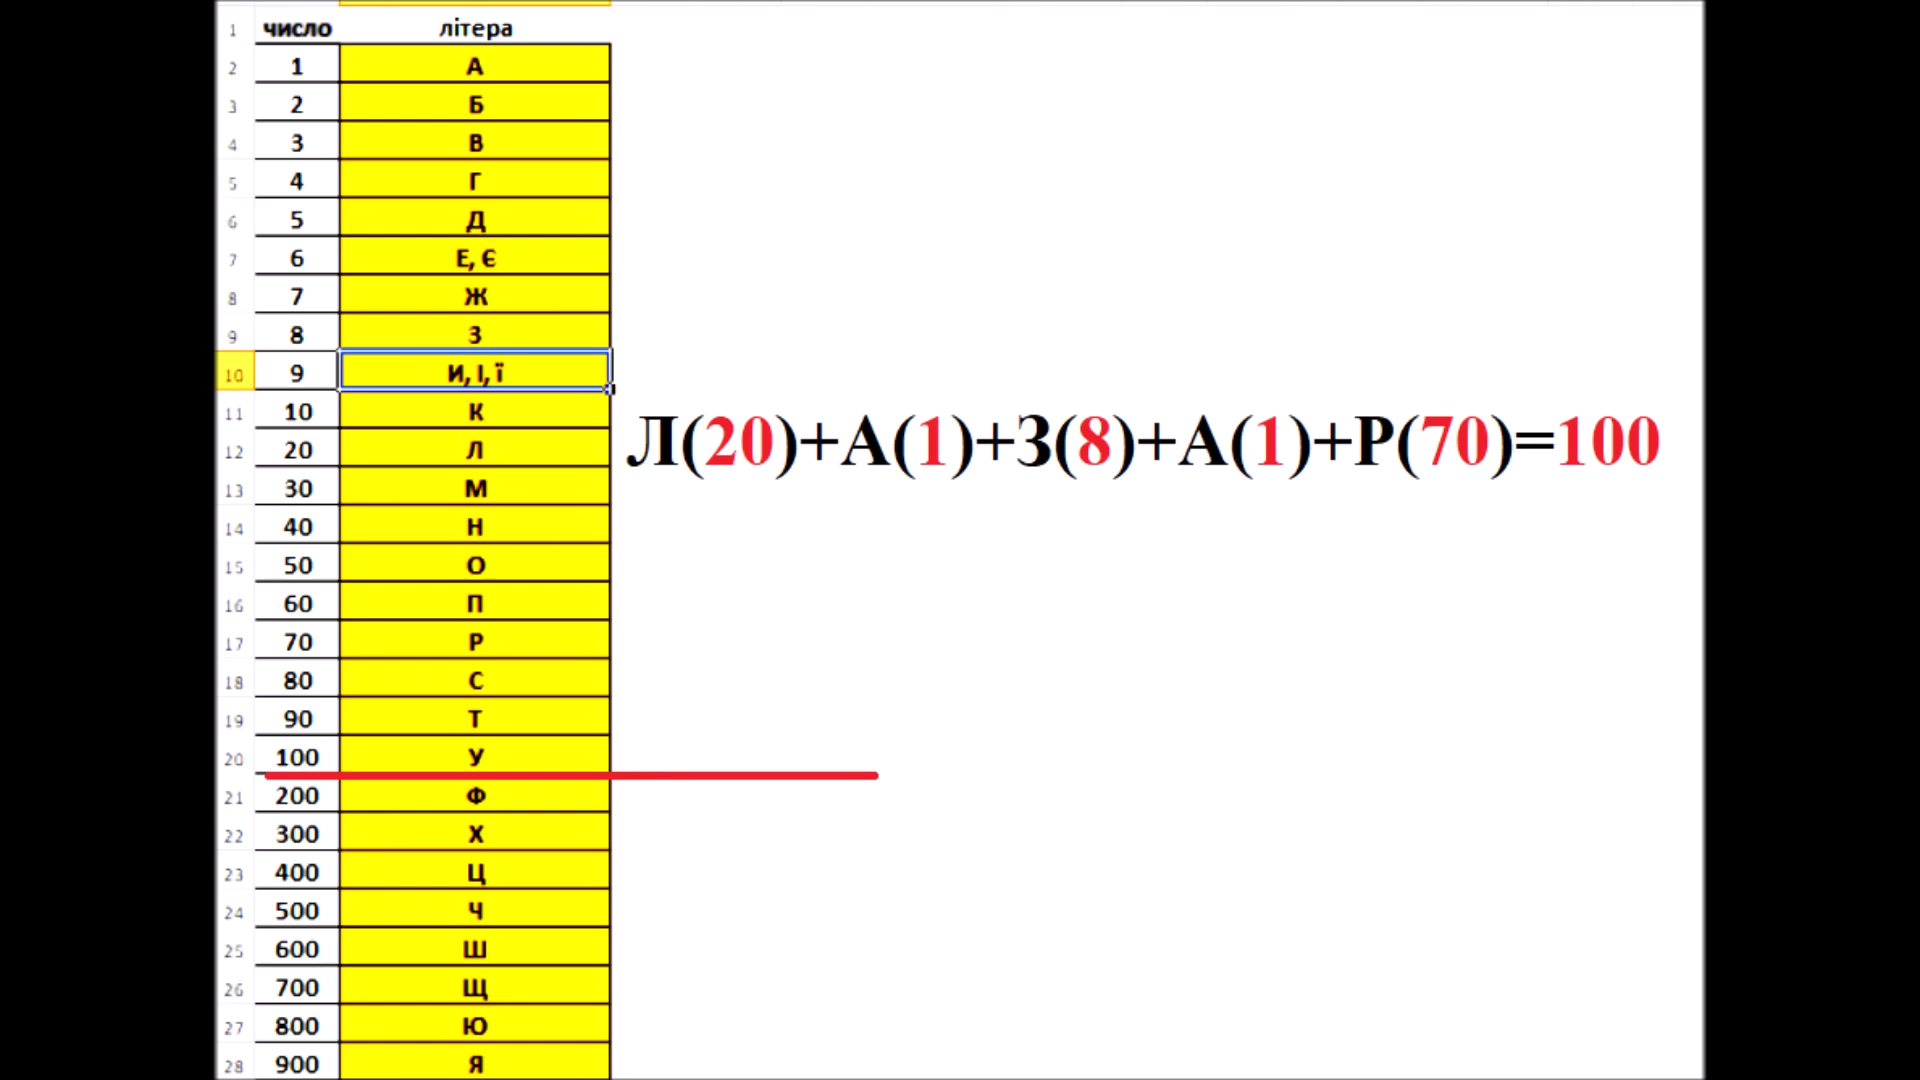 1 число літера
2 1 А
3 2 Б
4 3 В
5 4 Г
6 5 Д
7 6 Е, Є
8 7 Ж
9 8 З
10 9 И, І, ї
11 10 К
Л(20)+А(1)+З(8)+А(1)+Р(70)=100
12 20 Л
13 30 М
14 40 Н
15 50 О
16 60 П
17 70 Р
18 80 С
19 90 Т
20 100 У
21 200 Ф
22 300 Х
23 400 Ц
24 500 Ч
25 600 Ш
26 700 Щ
27 800 Ю
28 900 Я